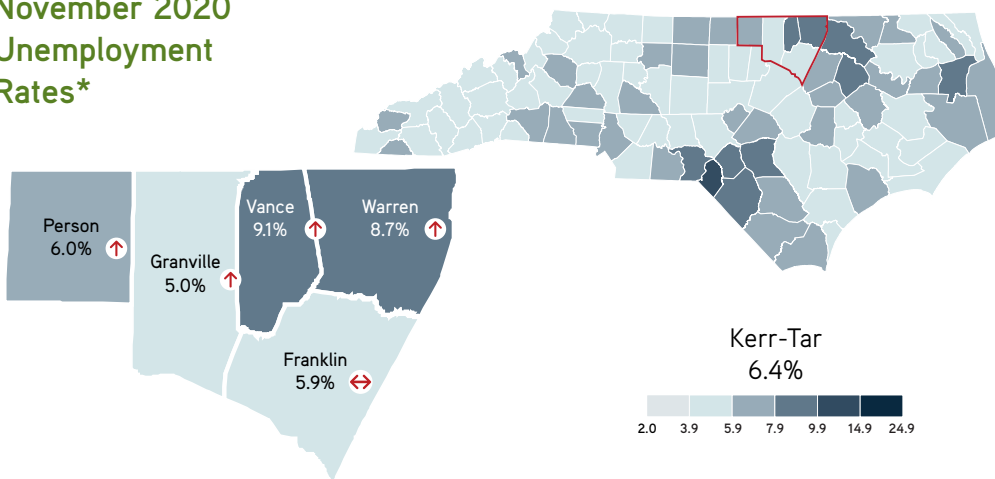 November 2020
Unemployment
Rates*
Person
6.0%
Granville
5.0%
Vance
9.1%
Warren
8.7%
Franklin
5.9%
Kerr-Tar
6.4%
2.0 3.9 5.9 7.9 9.9 14.9 24.9